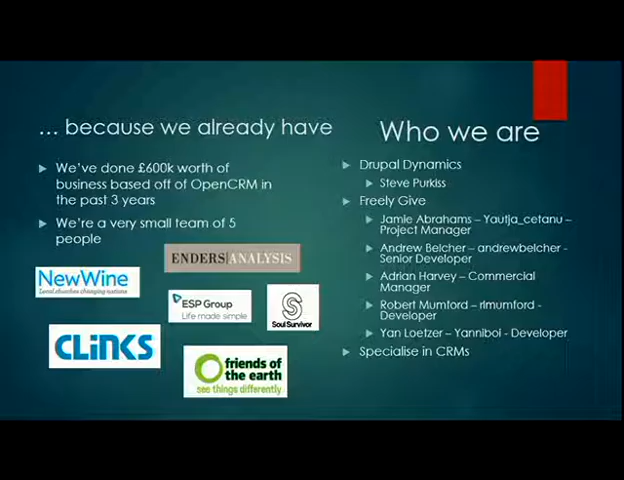 ... because we already have
We've done £600k worth of
business based off of OpenCRM in
the past 3 years
We're a very small team of 5
people
ENDERS ANALYSIS
NewWine
Local churches changing nations
ESP Group
Life made simple
S
Soul Survivor
CLiNKS
friends of
the earth
see things differently
Who we are
Drupal Dynamics
Steve Purkiss
Freely Give
Jamie Abrahams – Yautja_cetanu –
Project Manager
Andrew Belcher – andrewbelcher -
Senior Developer
Adrian Harvey – Commercial
Manager
Robert Mumford – rlmumford -
Developer
Yan Loetzer – Yannibol - Developer
Specialise in CRMs